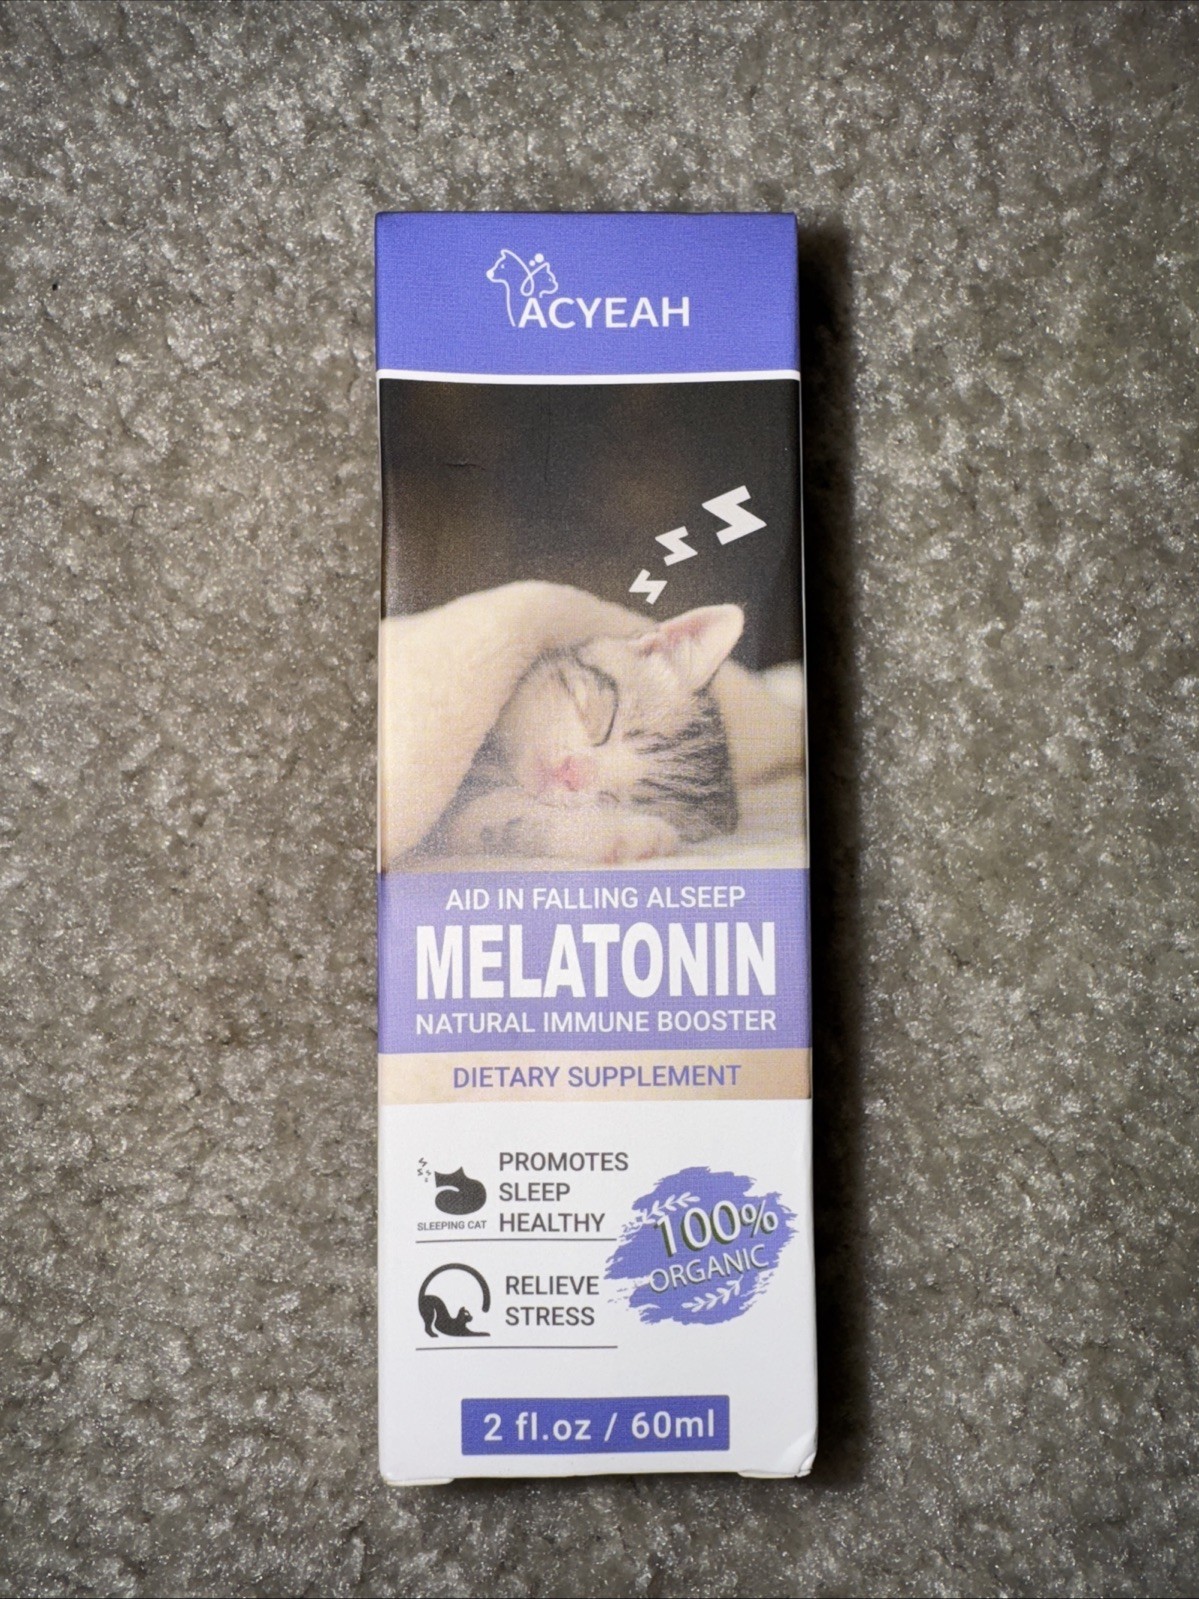 ACYEAH
AID IN FALLING ALSEEP
MELATONIN
NATURAL IMMUNE BOOSTER
DIETARY SUPPLEMENT
SLEEPING CAT
PROMOTES
SLEEP
HEALTHY
100%
ORGANIC
RELIEVE
STRESS
2 fl.oz / 60ml